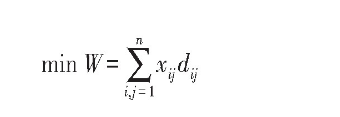 min W = ∑_{i,j=1}^{n} x_{ij} d_{ij}